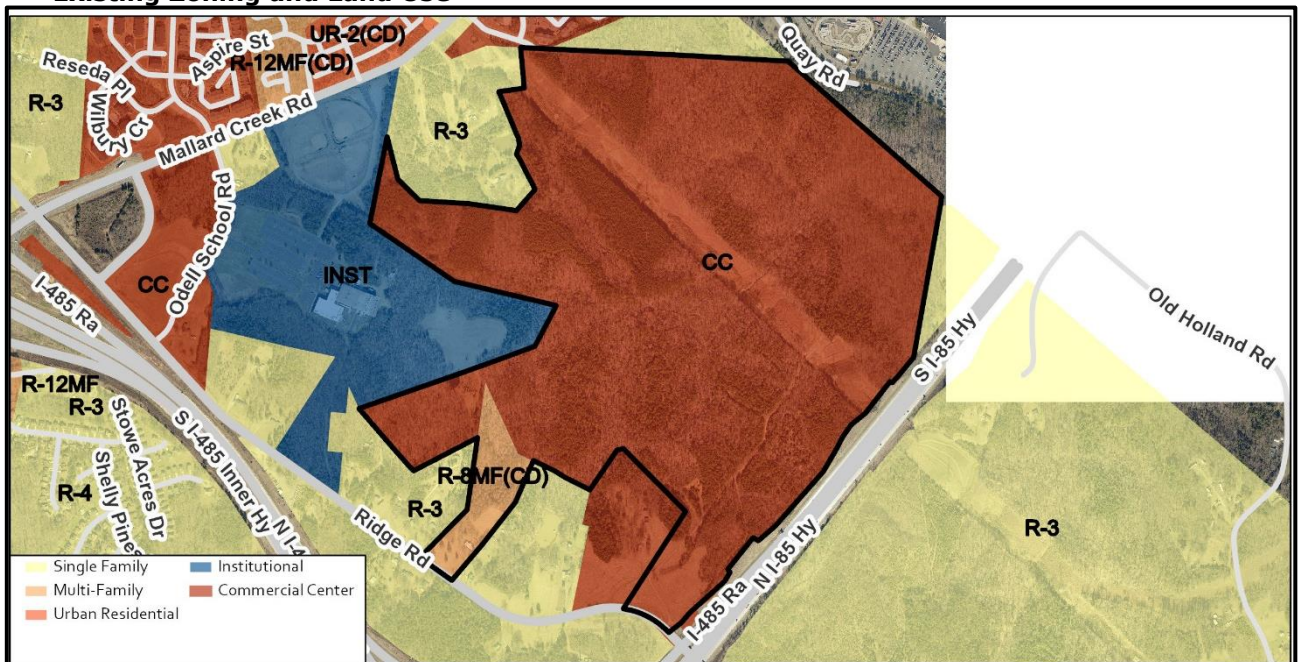 Existing Zoning and Land Use
UR-2(CD)
Aspire St
R-12MF(CD)
Reseda Pl
Quay Rd
R-3
Wilbury Cr
Mallard Creek Rd
R-3
Odell School Rd
CC
INST
CC
I-485 Ra
S I-85 Hy
Old Holland Rd
R-12MF
R-3
Stowe Acres Dr
S I-485 Inner Hy
R-8MF(CD)
R-4
Shelly Pines
N I-4
R-3
Ridge Rd
R-3
N I-85 Hy
I-485 Ra
Single Family
Institutional
Multi-Family
Commercial Center
Urban Residential